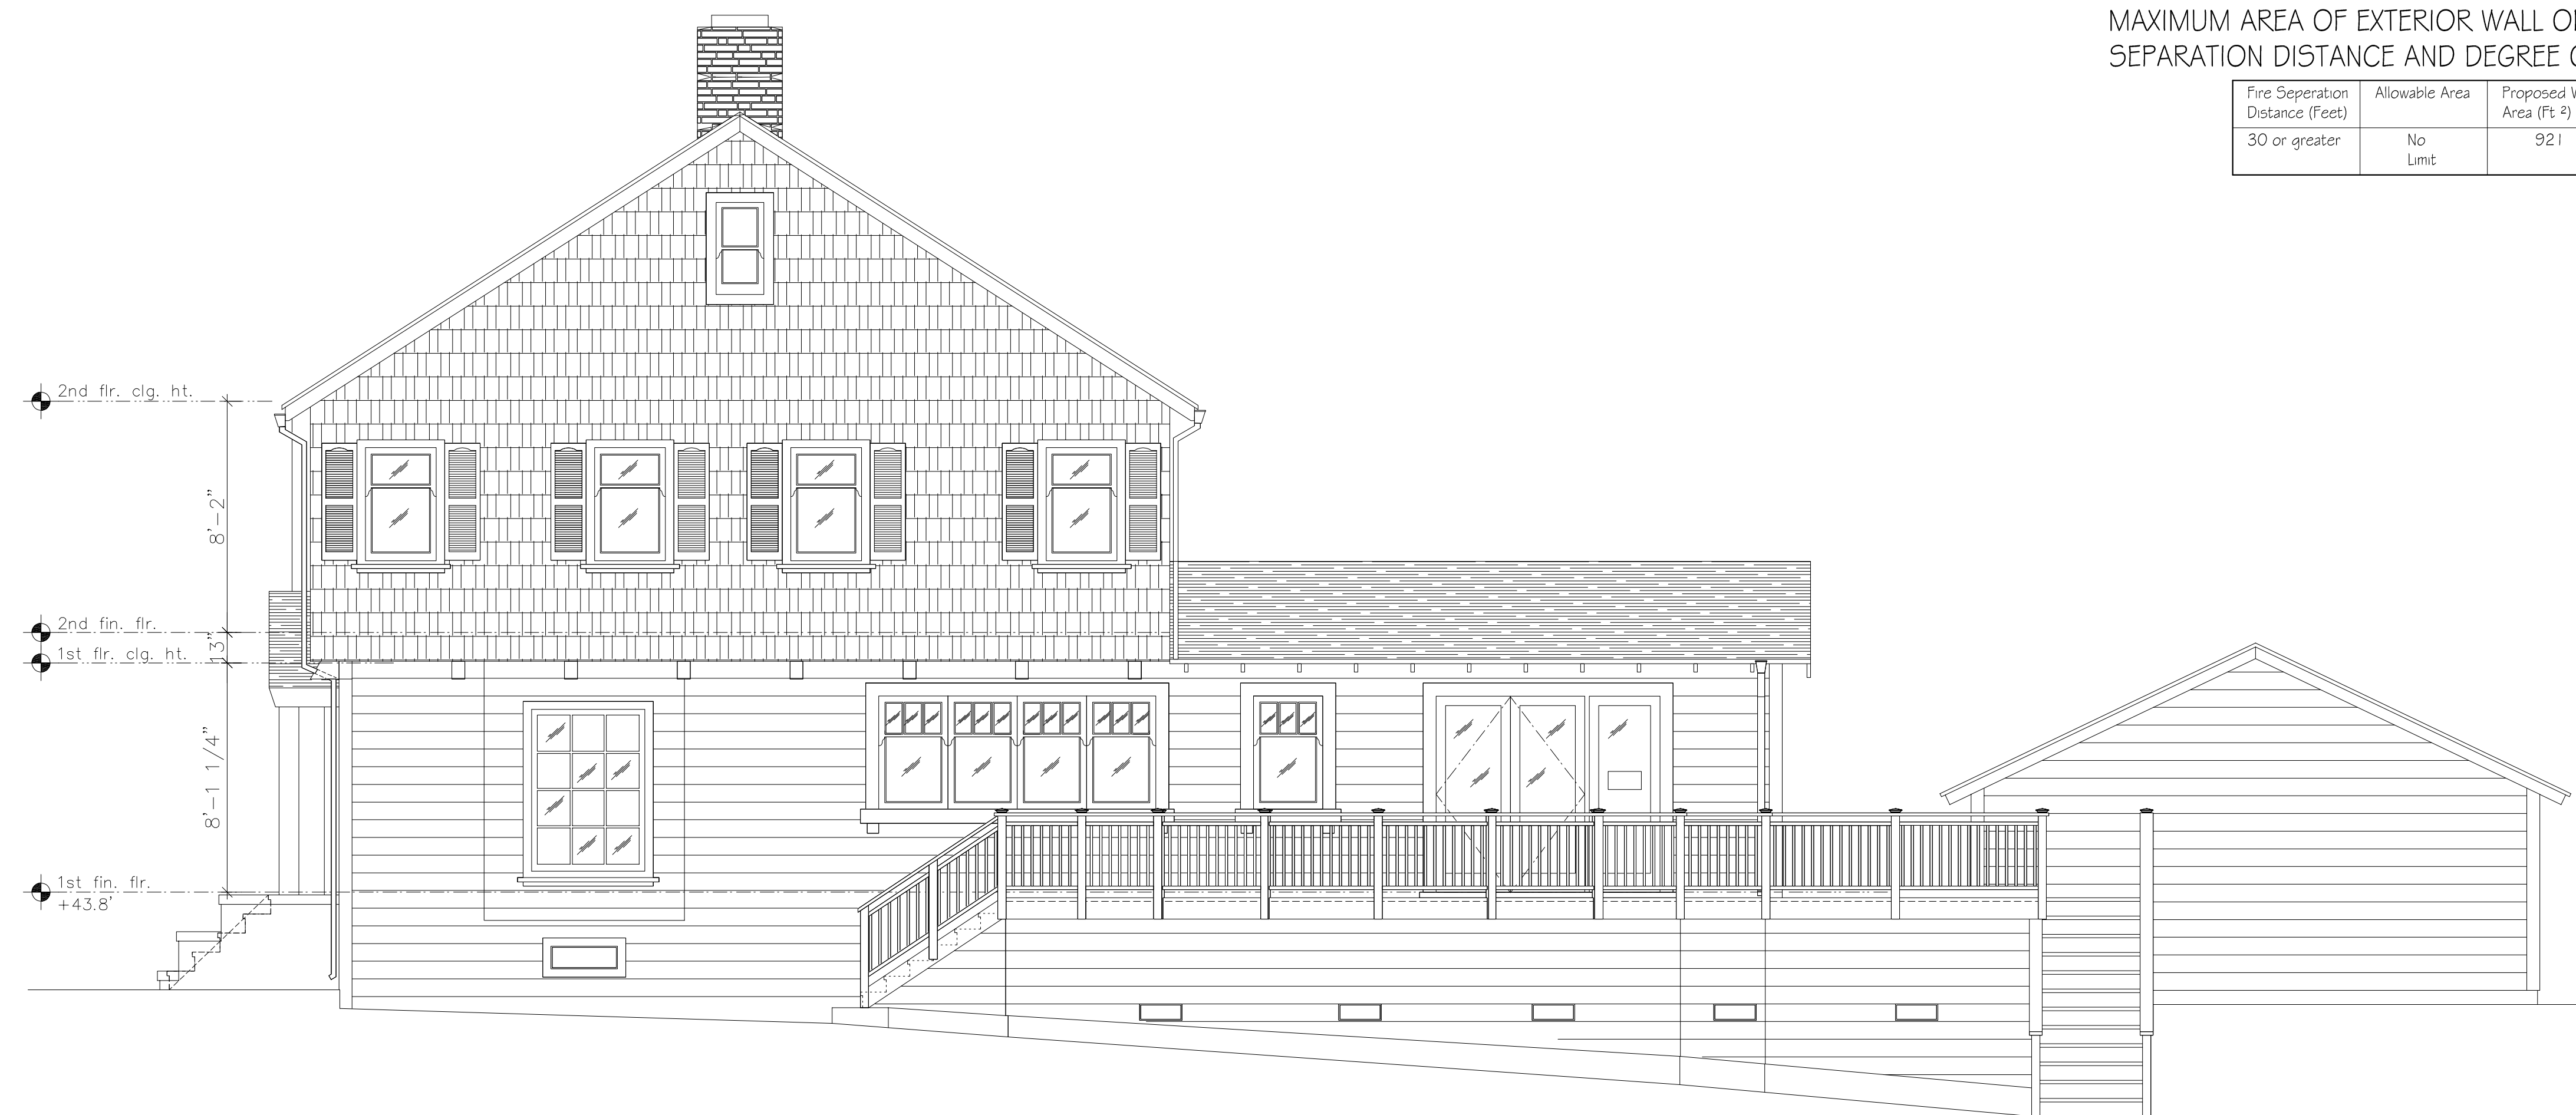 MAXIMUM AREA OF EXTERIOR WALL
SEPARATION DISTANCE AND DEGREE
Fire Seperation
Distance (Feet)
Allowable Area
Proposed
Area (Ft ²)
30 or greater
No
Limit
921
2nd flr. clg. ht.
8'-2"
2nd fin. flr.
13"
1st flr. clg. ht.
8'-1 1/4"
1st fin. flr.
+43.8'